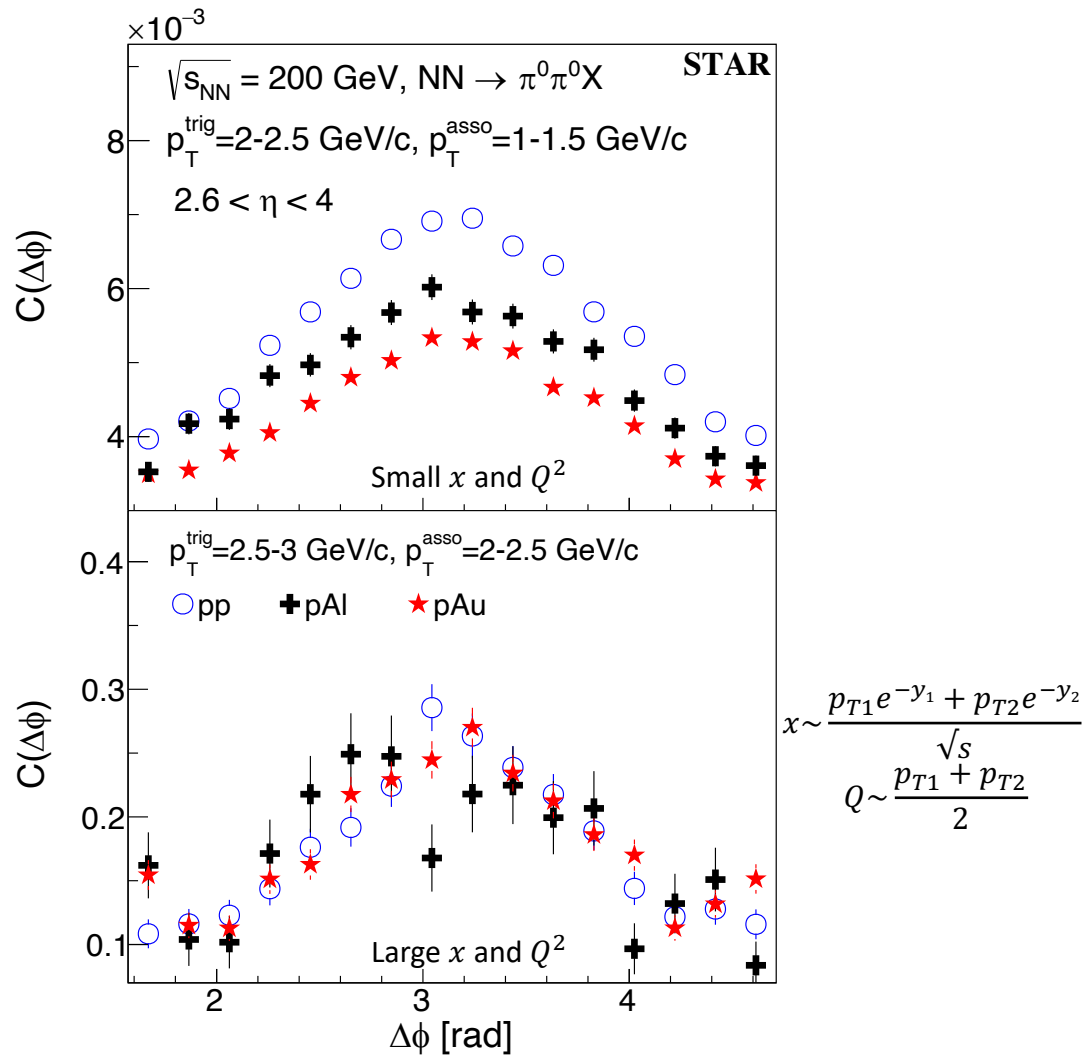 ×10⁻³
STAR
√s_NN = 200 GeV, NN → π⁰π⁰X
p_T^trig=2-2.5 GeV/c, p_T^asso=1-1.5 GeV/c
2.6 < η < 4
8
6
4
C(Δϕ)
Small x and Q²
p_T^trig=2.5-3 GeV/c, p_T^asso=2-2.5 GeV/c
pp pAl pAu
0.4
0.3
0.2
0.1
C(Δϕ)
Large x and Q²
2 3 4
Δϕ [rad]
x~ (p_T1 e^−y_1 + p_T2 e^−y_2)/√s
Q~ (p_T1 + p_T2)/2